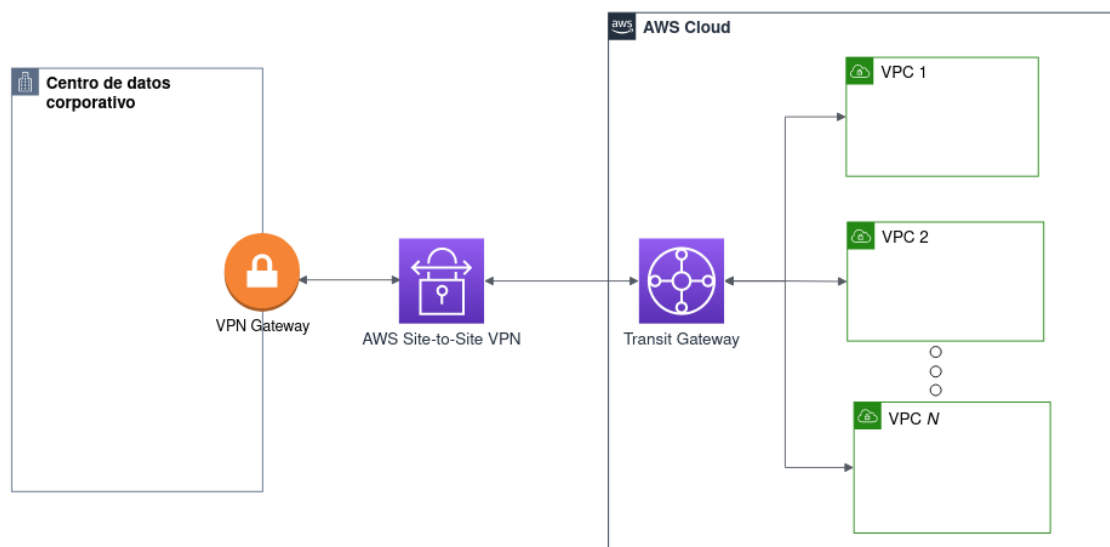 aws
AWS Cloud
Centro de datos
corporativo
VPC 1
VPC 2
VPN Gateway
AWS Site-to-Site VPN
Transit Gateway
VPC N